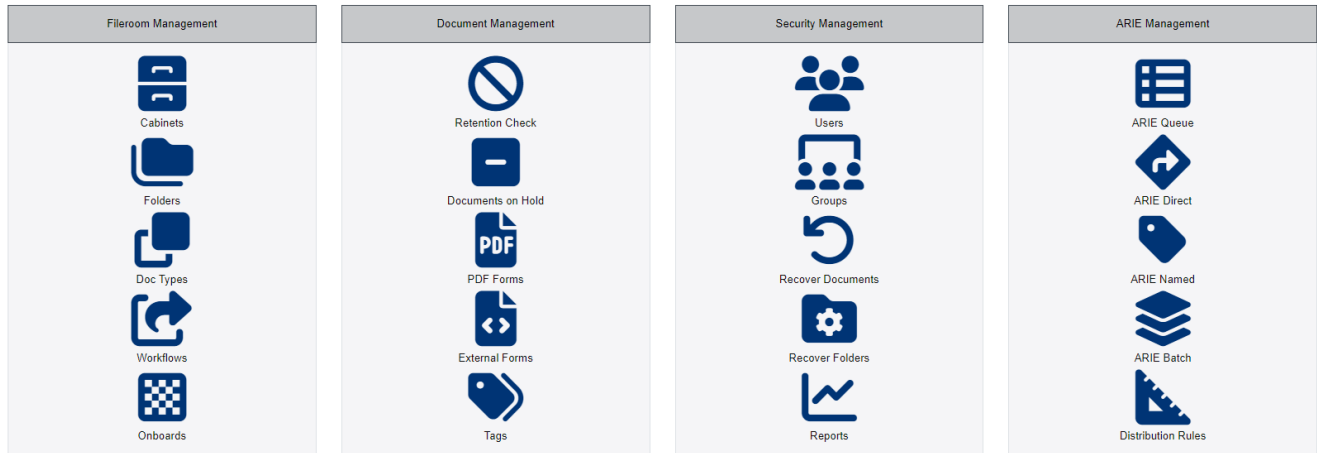 Fileroom Management
Cabinets
Folders
Doc Types
Workflows
Onboards
Document Management
Retention Check
Documents on Hold
PDF
PDF Forms
External Forms
Tags
Security Management
Users
Groups
Recover Documents
Recover Folders
Reports
ARIE Management
ARIE Queue
ARIE Direct
ARIE Named
ARIE Batch
Distribution Rules